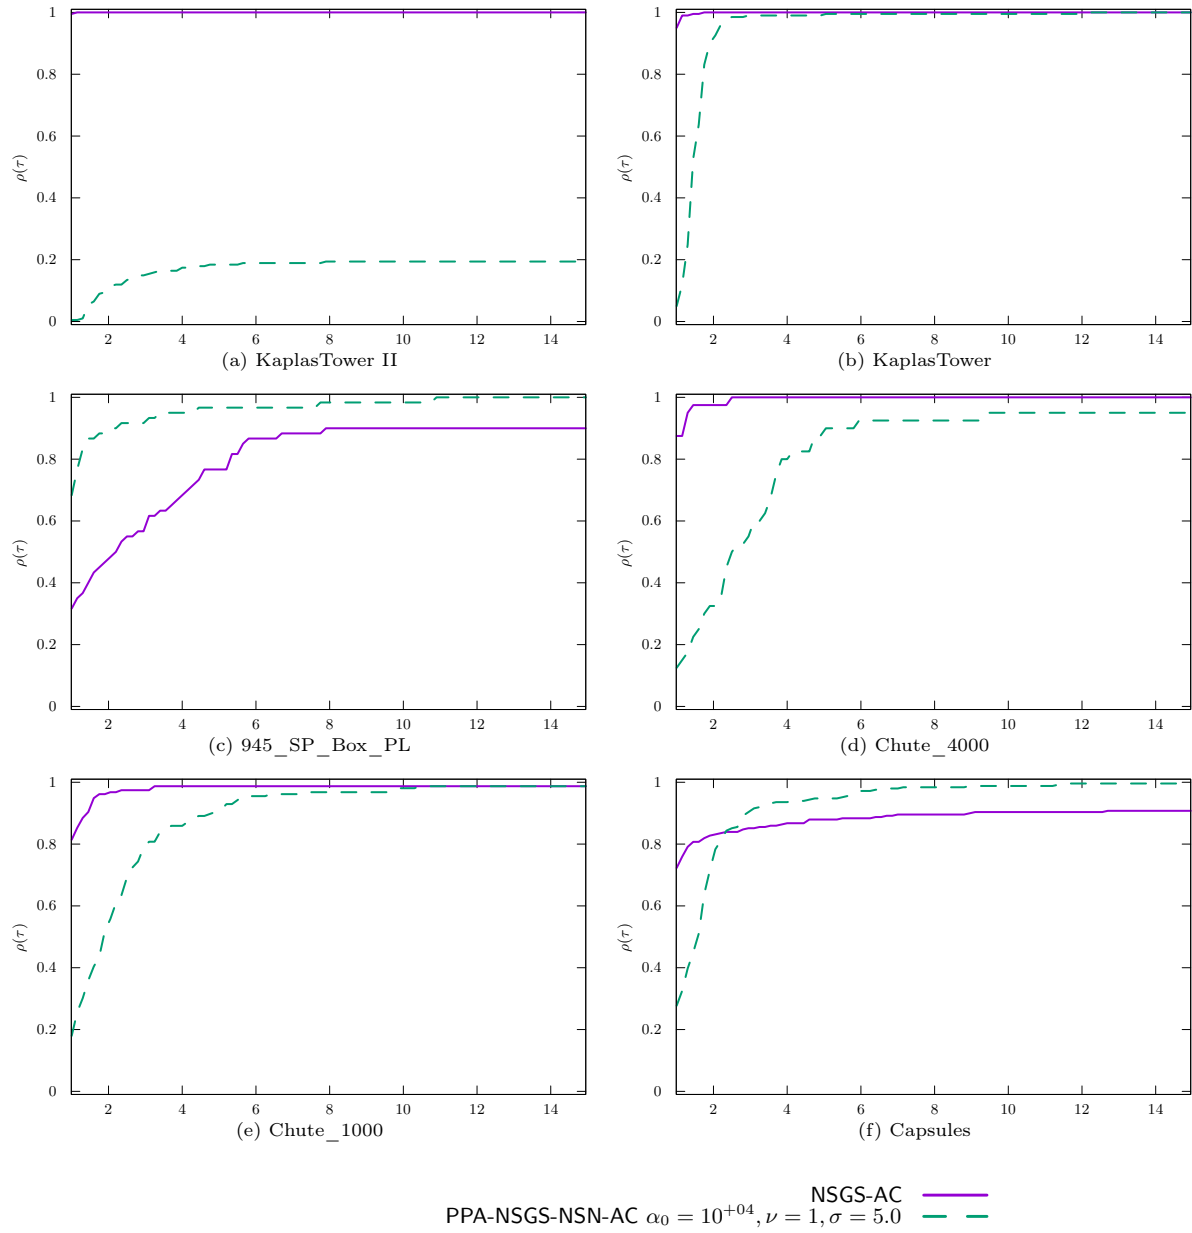 1
0.8
0.6
0.4
0.2
0
ρ(τ)
2 4 6 8 10 12 14
(a) KaplasTower II
1
0.8
0.6
0.4
0.2
0
ρ(τ)
2 4 6 8 10 12 14
(b) KaplasTower
1
0.8
0.6
0.4
0.2
0
ρ(τ)
2 4 6 8 10 12 14
(c) 945_SP_Box_PL
1
0.8
0.6
0.4
0.2
0
ρ(τ)
2 4 6 8 10 12 14
(d) Chute_4000
1
0.8
0.6
0.4
0.2
0
ρ(τ)
2 4 6 8 10 12 14
(e) Chute_1000
1
0.8
0.6
0.4
0.2
0
ρ(τ)
2 4 6 8 10 12 14
(f) Capsules
NSGS-AC
PPA-NSGS-NSN-AC α₀ = 10⁺⁰⁴, ν = 1, σ = 5.0